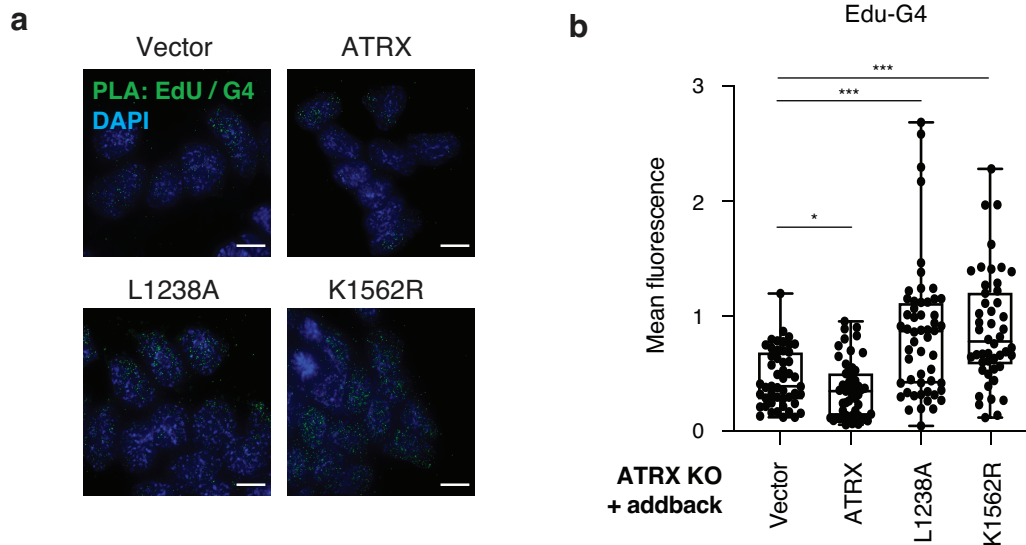 a
Vector
ATRX
PLA: EdU / G4
DAPI
L1238A
K1562R
b
Edu-G4
***
***
*
Mean fluorescence
3
2
1
0
ATRX KO
+ addback
Vector
ATRX
L1238A
K1562R